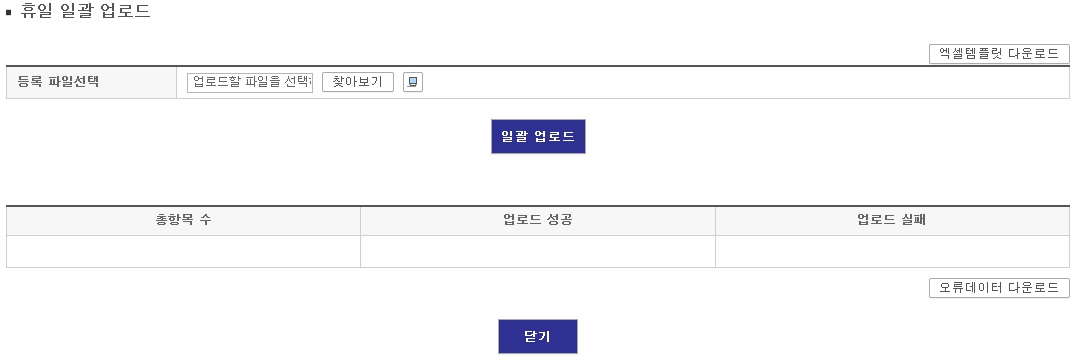 휴일 일괄 업로드
엑셀템플릿 다운로드
등록 파일선택 업로드할 파일을 선택 찾아보기
일괄 업로드
총항목 수 업로드 성공 업로드 실패
오류데이터 다운로드
닫기